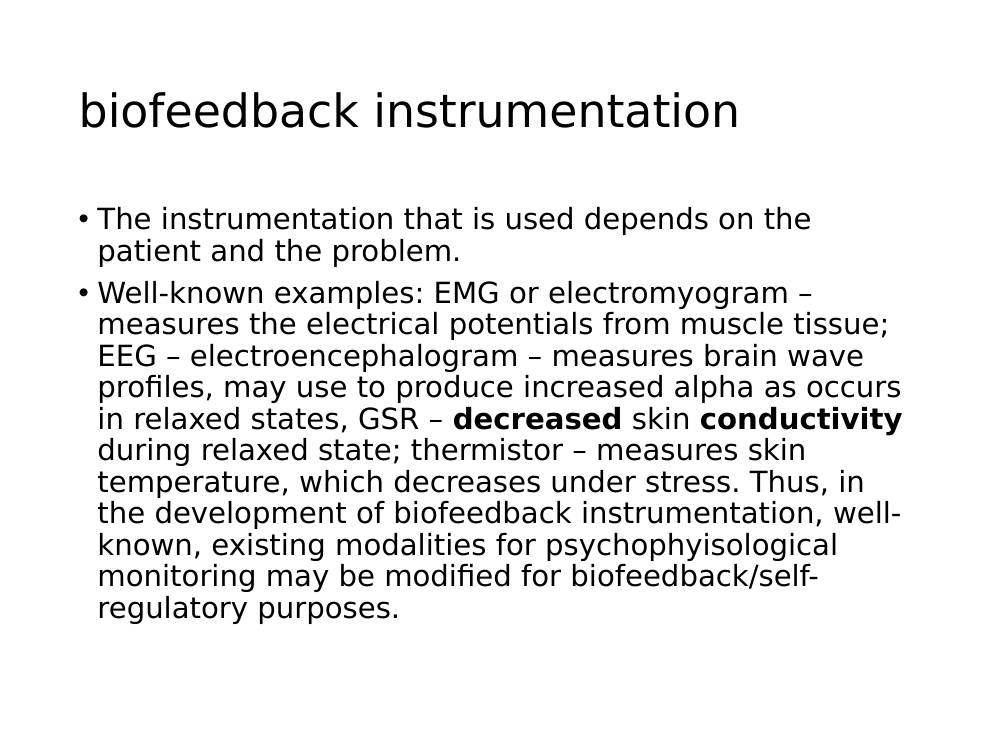 biofeedback instrumentation
• The instrumentation that is used depends on the
patient and the problem.
• Well-known examples: EMG or electromyogram –
measures the electrical potentials from muscle tissue;
EEG – electroencephalogram – measures brain wave
profiles, may use to produce increased alpha as occurs
in relaxed states, GSR – decreased skin conductivity
during relaxed state; thermistor – measures skin
temperature, which decreases under stress. Thus, in
the development of biofeedback instrumentation, well-
known, existing modalities for psychophyisological
monitoring may be modified for biofeedback/self-
regulatory purposes.